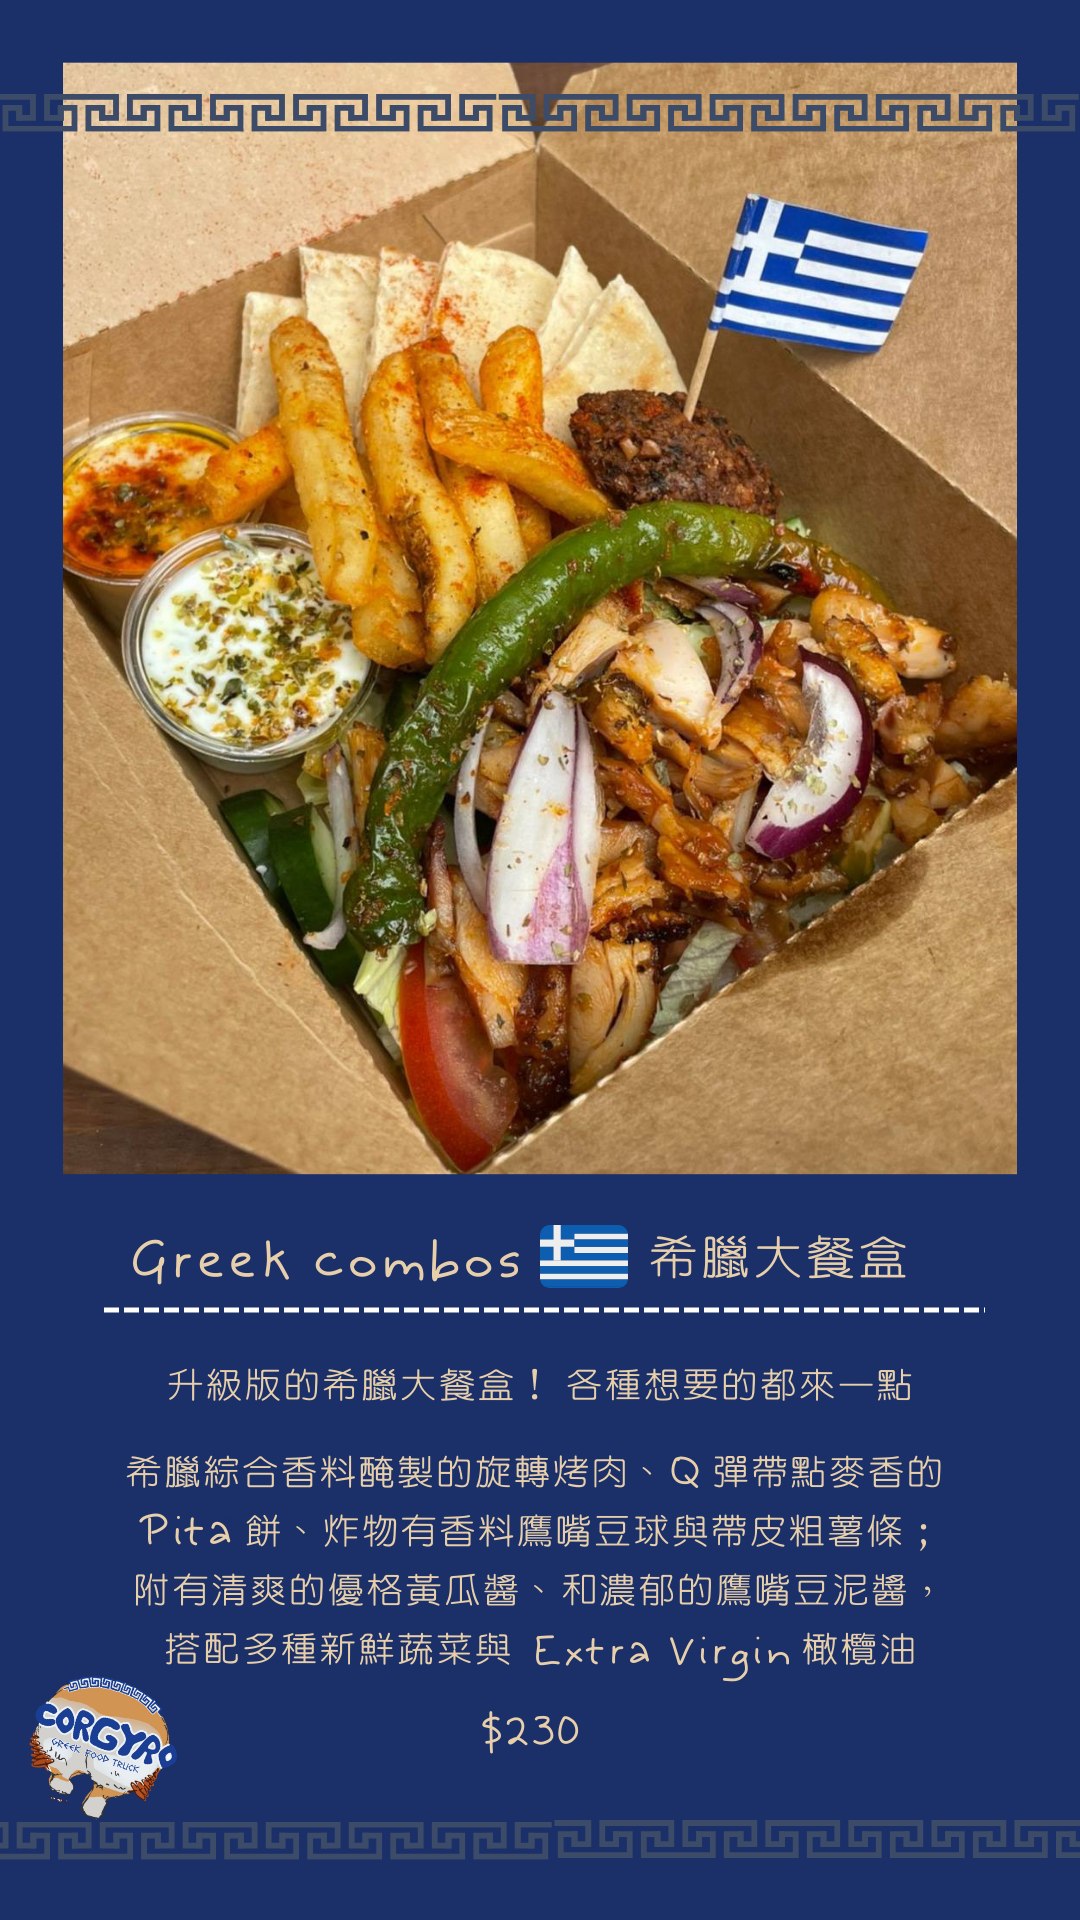 Greek combos 希臘大餐盒
升級版的希臘大餐盒！ 各種想要的都來一點
希臘綜合香料醃製的旋轉烤肉、Q 彈帶點麥香的
Pita 餅、炸物有香料鷹嘴豆球與帶皮粗薯條；
附有清爽的優格黃瓜醬、和濃郁的鷹嘴豆泥醬，
搭配多種新鮮蔬菜與 Extra Virgin 橄欖油
$230
CORGYRO
GREEK FOOD TRUCK